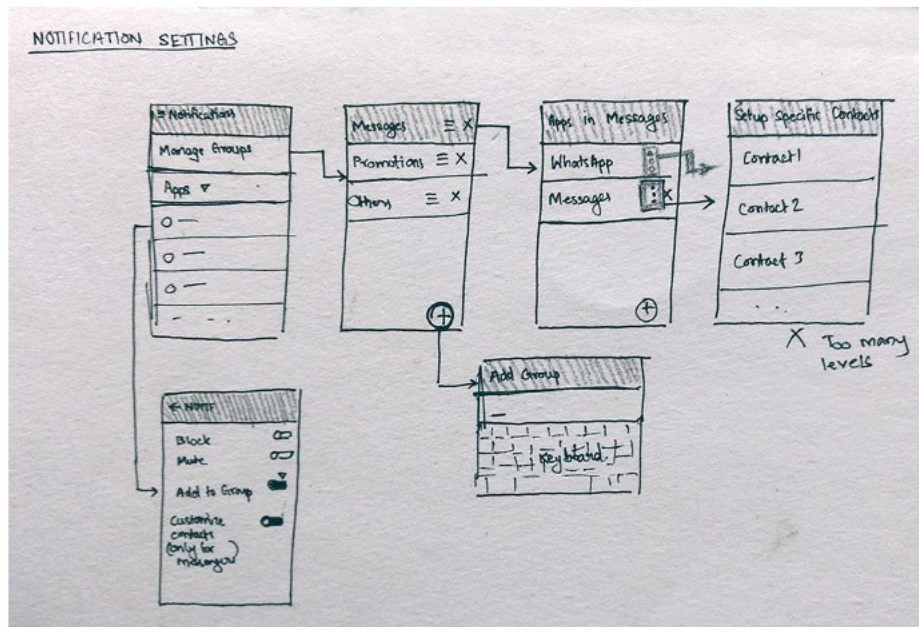 NOTIFICATION SETTINGS
≡ Notifications
Manage Groups
Apps ▽
Messages ≡ X
Promotions ≡ X
Others ≡ X
+
Apps in Messages
WhatsApp
Messages X
+
Setup Specific Contacts
Contact 1
Contact 2
Contact 3
...
X Too many
levels
← NOTIF
Block
Mute
Add to Group
Customize
contacts
(only for
messenger)
Add Group
Keyboard